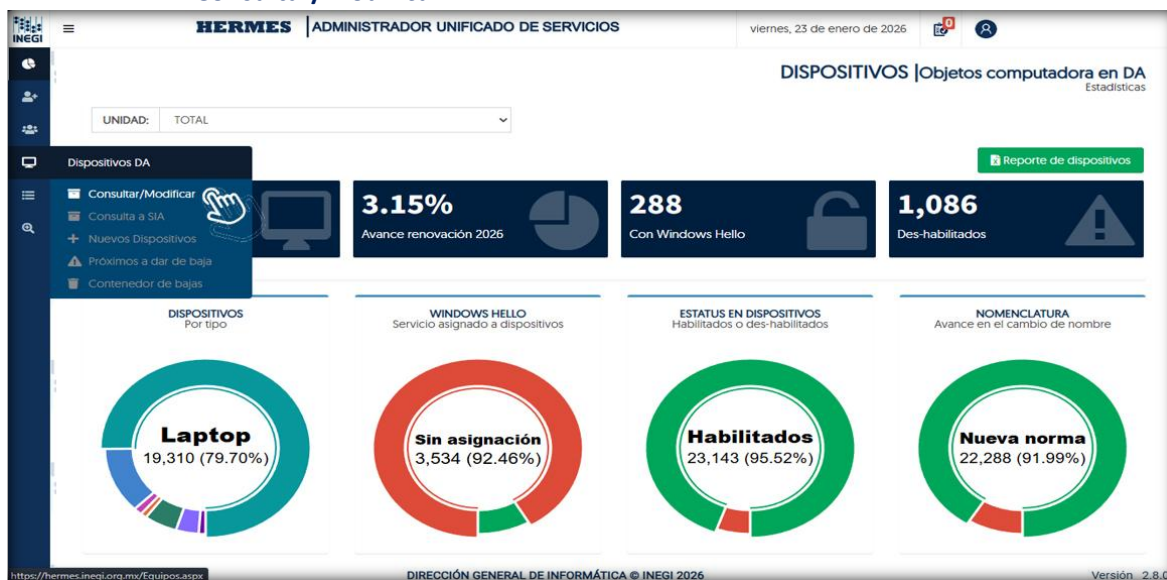 INEGI
HERMES | ADMINISTRADOR UNIFICADO DE SERVICIOS
viernes, 23 de enero de 2026
0
DISPOSITIVOS |Objetos computadora en DA
Estadísticas
UNIDAD: TOTAL
Dispositivos DA
Reporte de dispositivos
Consultar/Modificar
Consulta a SIA
Nuevos Dispositivos
Próximos a dar de baja
Contenedor de bajas
3.15%
Avance renovación 2026
288
Con Windows Hello
1,086
Des-habilitados
DISPOSITIVOS
Por tipo
Laptop
19,310 (79.70%)
WINDOWS HELLO
Servicio asignado a dispositivos
Sin asignación
3,534 (92.46%)
ESTATUS EN DISPOSITIVOS
Habilitados o des-habilitados
Habilitados
23,143 (95.52%)
NOMENCLATURA
Avance en el cambio de nombre
Nueva norma
22,288 (91.99%)
https://hermes.inegi.org.mx/Equipos.aspx
DIRECCIÓN GENERAL DE INFORMÁTICA © INEGI 2026
Versión 2.8.0